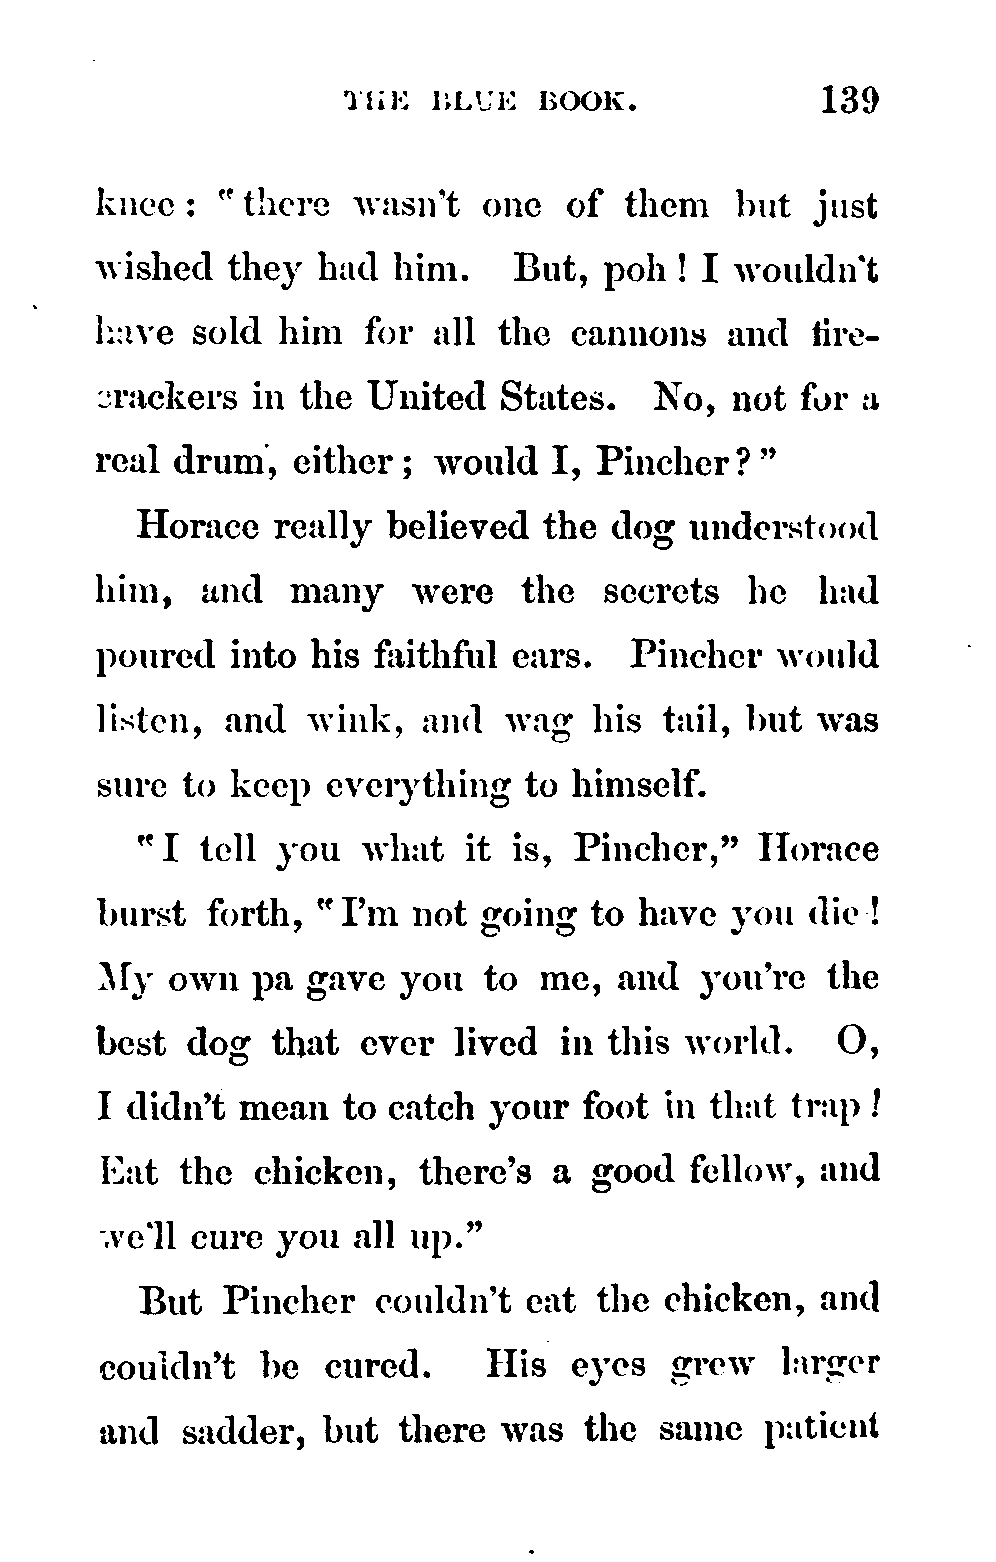 THE BLUE BOOK. 139
knee: "there wasn't one of them but just
wished they had him. But, poh! I wouldn't
have sold him for all the cannons and fire-
crackers in the United States. No, not for a
real drum, either; would I, Pincher?"
Horace really believed the dog understood
him, and many were the secrets he had
poured into his faithful ears. Pincher would
listen, and wink, and wag his tail, but was
sure to keep everything to himself.
"I tell you what it is, Pincher," Horace
burst forth, "I'm not going to have you die!
My own pa gave you to me, and you're the
best dog that ever lived in this world. O,
I didn't mean to catch your foot in that trap!
Eat the chicken, there's a good fellow, and
we'll cure you all up."
But Pincher couldn't eat the chicken, and
couldn't be cured. His eyes grew larger
and sadder, but there was the same patient